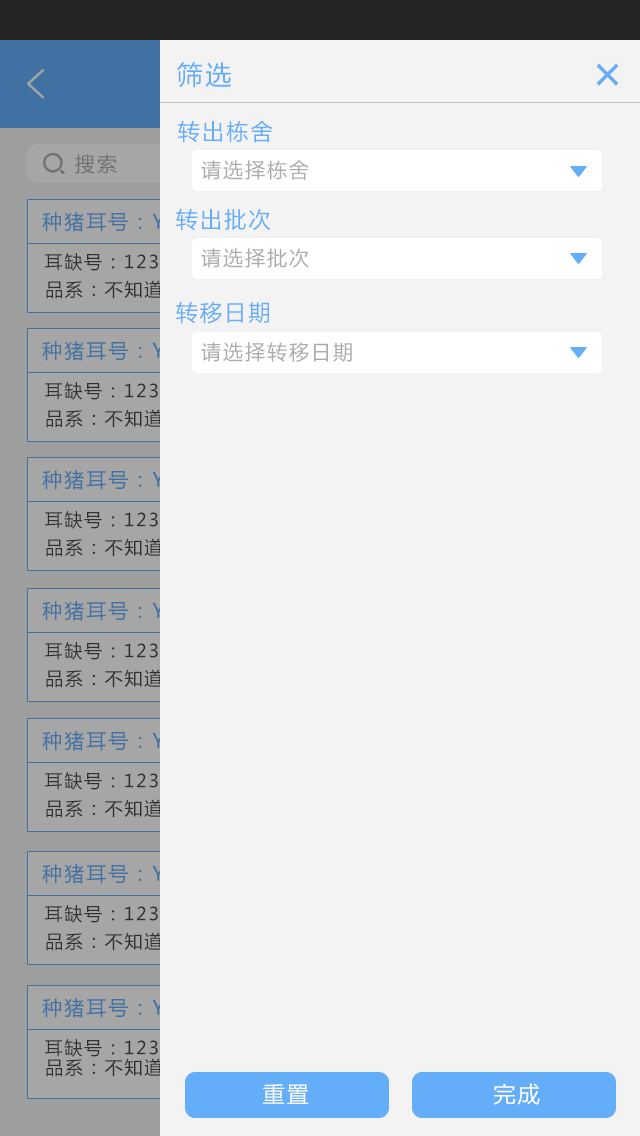 筛选
转出栋舍
请选择栋舍
转出批次
请选择批次
转移日期
请选择转移日期
重置
完成
搜索
种猪耳号：Y
耳缺号：123
品系：不知道
种猪耳号：Y
耳缺号：123
品系：不知道
种猪耳号：Y
耳缺号：123
品系：不知道
种猪耳号：Y
耳缺号：123
品系：不知道
种猪耳号：Y
耳缺号：123
品系：不知道
种猪耳号：Y
耳缺号：123
品系：不知道
种猪耳号：Y
耳缺号：123
品系：不知道